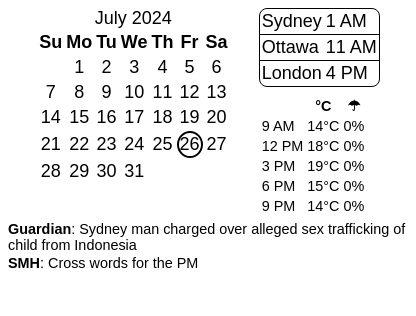 July 2024
Su Mo Tu We Th Fr Sa
1 2 3 4 5 6
7 8 9 10 11 12 13
14 15 16 17 18 19 20
21 22 23 24 25 26 27
28 29 30 31
Sydney 1 AM
Ottawa 11 AM
London 4 PM
°C ☂
9 AM 14°C 0%
12 PM 18°C 0%
3 PM 19°C 0%
6 PM 15°C 0%
9 PM 14°C 0%
Guardian: Sydney man charged over alleged sex trafficking of
child from Indonesia
SMH: Cross words for the PM